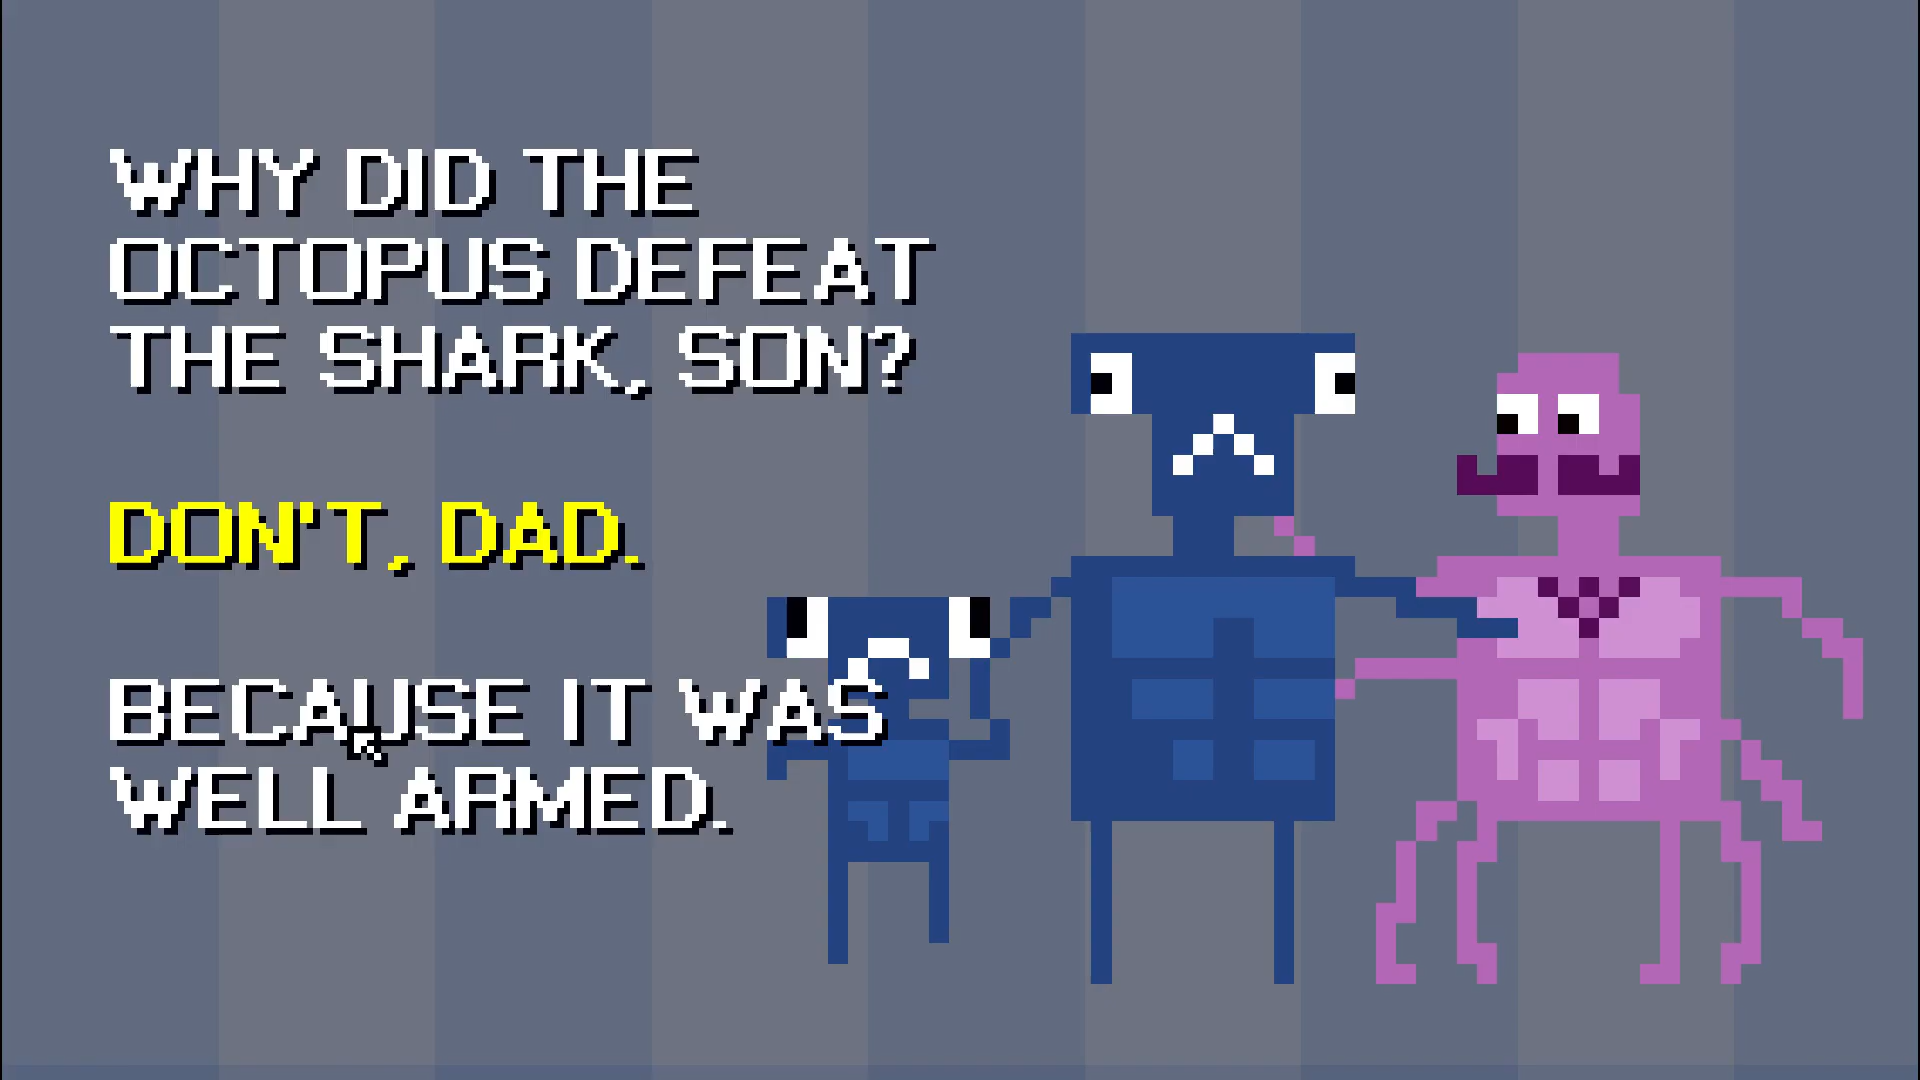 WHY DID THE
OCTOPUS DEFEAT
THE SHARK, SON?
DON'T, DAD.
BECAUSE IT WAS
WELL ARMED.